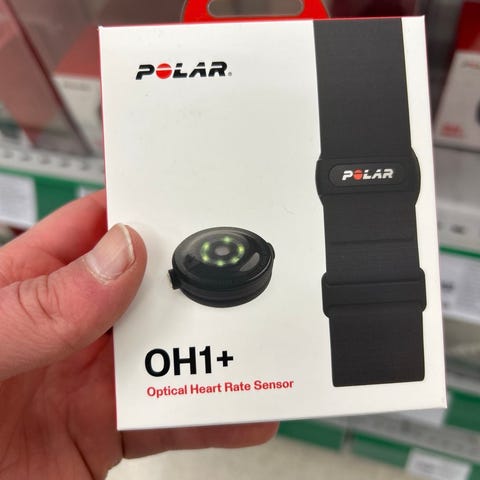 POLAR®
POLAR
OH1+
Optical Heart Rate Sensor